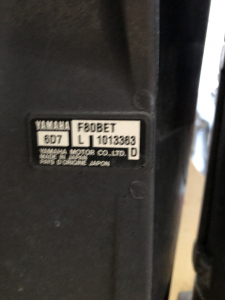 YAMAHA F80BET
6D7 L 1013363
YAMAHA MOTOR CO.,LTD. D
MADE IN JAPAN
PAYS D'ORIGINE JAPON